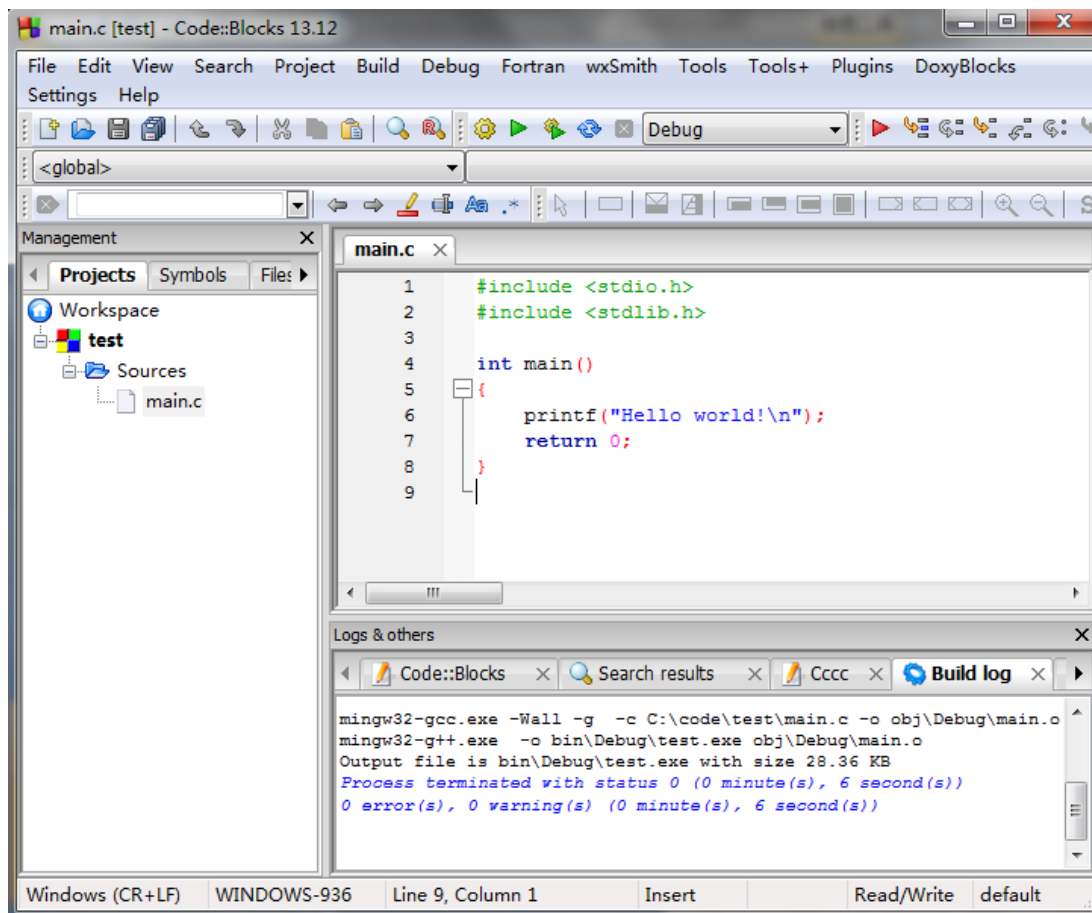 main.c [test] - Code::Blocks 13.12
File Edit View Search Project Build Debug Fortran wxSmith Tools Tools+ Plugins DoxyBlocks
Settings Help
Debug
<global>
Management
Projects Symbols Files
Workspace
test
Sources
main.c
main.c
1 #include <stdio.h>
2 #include <stdlib.h>
3
4 int main()
5 {
6     printf("Hello world!\n");
7     return 0;
8 }
9
Logs & others
Code::Blocks Search results Cccc Build log
mingw32-gcc.exe -Wall -g  -c C:\code\test\main.c -o obj\Debug\main.o
mingw32-g++.exe  -o bin\Debug\test.exe obj\Debug\main.o
Output file is bin\Debug\test.exe with size 28.36 KB
Process terminated with status 0 (0 minute(s), 6 second(s))
0 error(s), 0 warning(s) (0 minute(s), 6 second(s))
Windows (CR+LF) WINDOWS-936 Line 9, Column 1 Insert Read/Write default